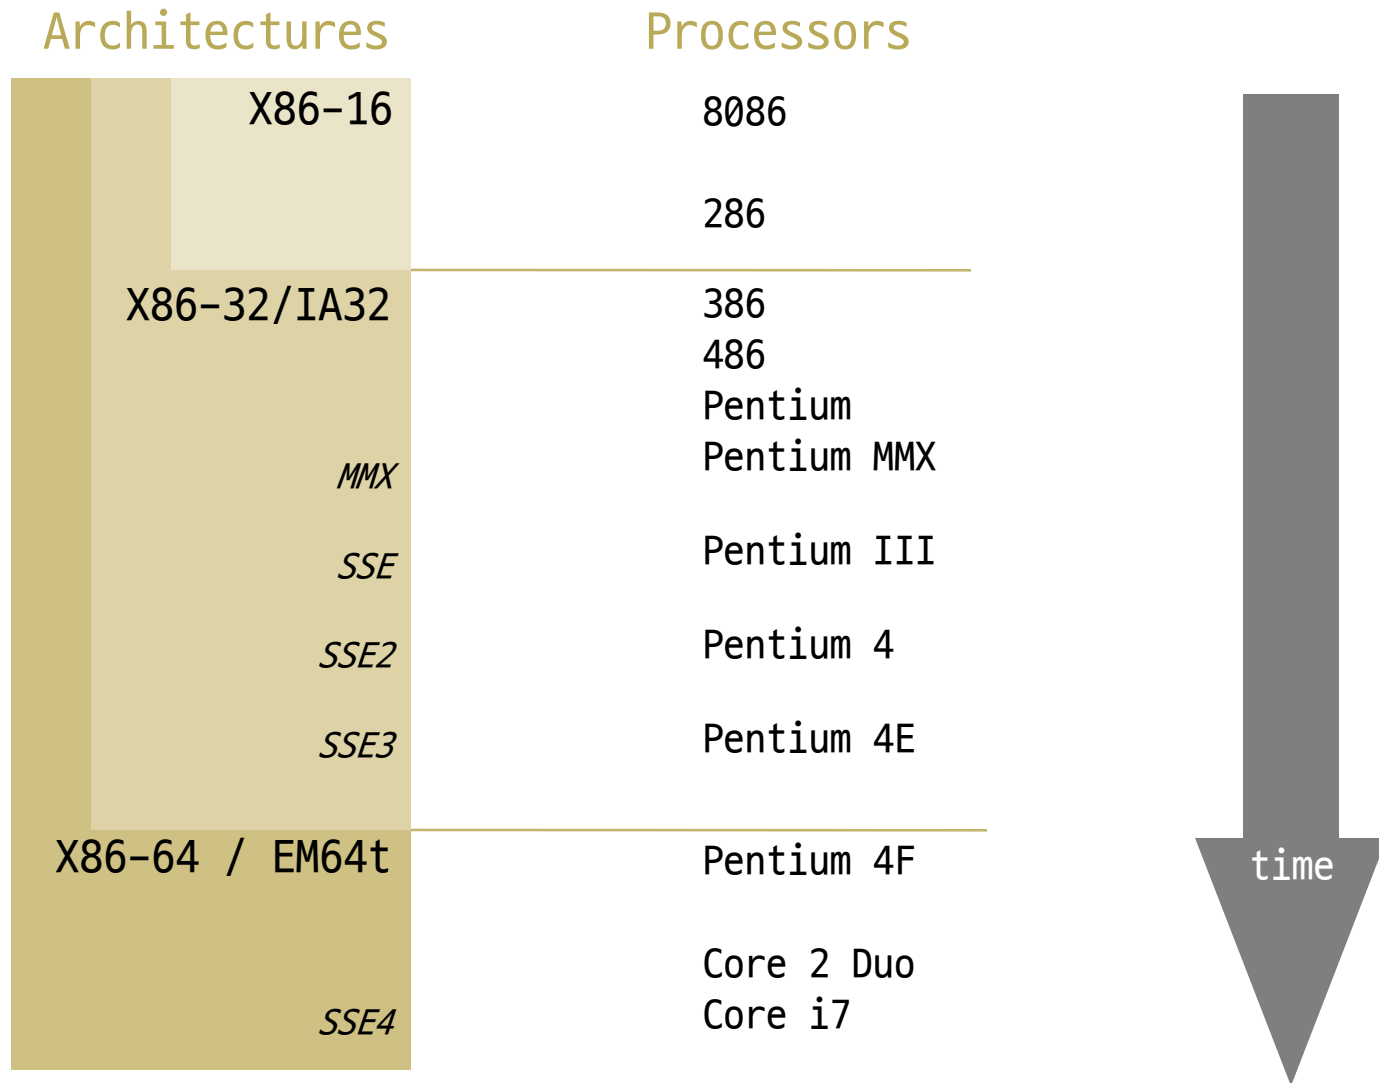 Architectures
Processors
X86-16
8086
286
X86-32/IA32
386
486
Pentium
Pentium MMX
MMX
Pentium III
SSE
Pentium 4
SSE2
Pentium 4E
SSE3
X86-64 / EM64t
Pentium 4F
time
Core 2 Duo
Core i7
SSE4